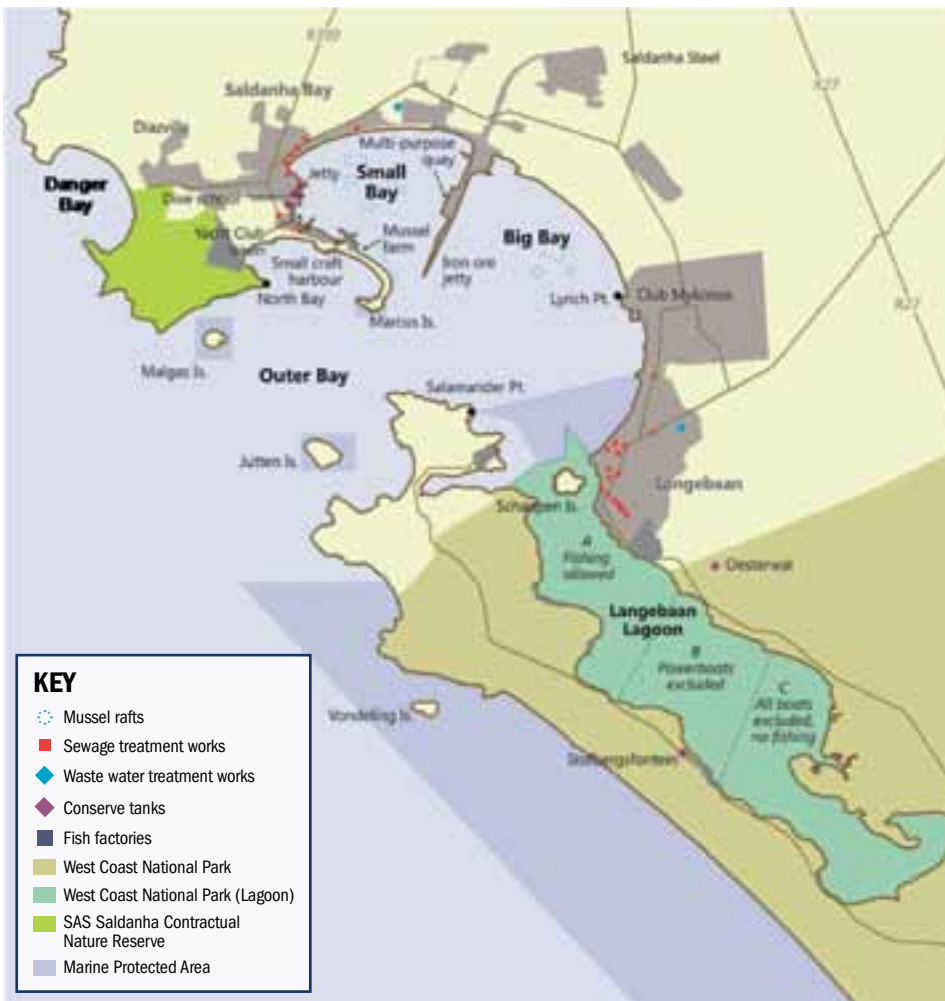 Saldanha Steel
R27
Saldanha Bay
Diazville
Multi-purpose
quay
Danger
Bay
Jetty
Small
Bay
Dive school
Yacht Club
Big Bay
Mussel
farm
Small craft
harbour
Iron ore
jetty
North Bay
Lynch Pt.
Club Mykonos
Marcus Is.
R27
Malgas Is.
Outer Bay
Salamander Pt.
Jutten Is.
Langebaan
Schaapen Is.
A
Fishing
allowed
Oesterwal
Langebaan
Lagoon
B
Powerboats
excluded
C
All boats
excluded,
no fishing
Vondeling Is.
Stofbergsfontein
KEY
Mussel rafts
Sewage treatment works
Waste water treatment works
Conserve tanks
Fish factories
West Coast National Park
West Coast National Park (Lagoon)
SAS Saldanha Contractual
Nature Reserve
Marine Protected Area